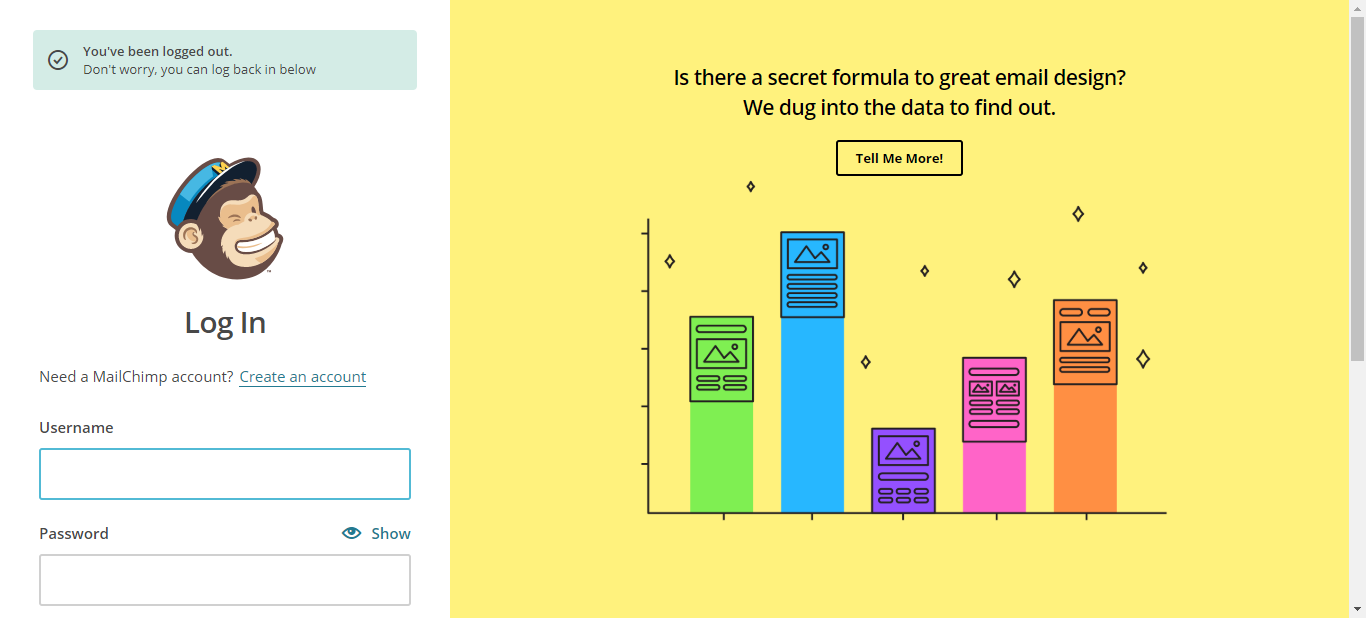 You've been logged out.
Don't worry, you can log back in below
Log In
Need a MailChimp account? Create an account
Username
Password
Show
Is there a secret formula to great email design?
We dug into the data to find out.
Tell Me More!